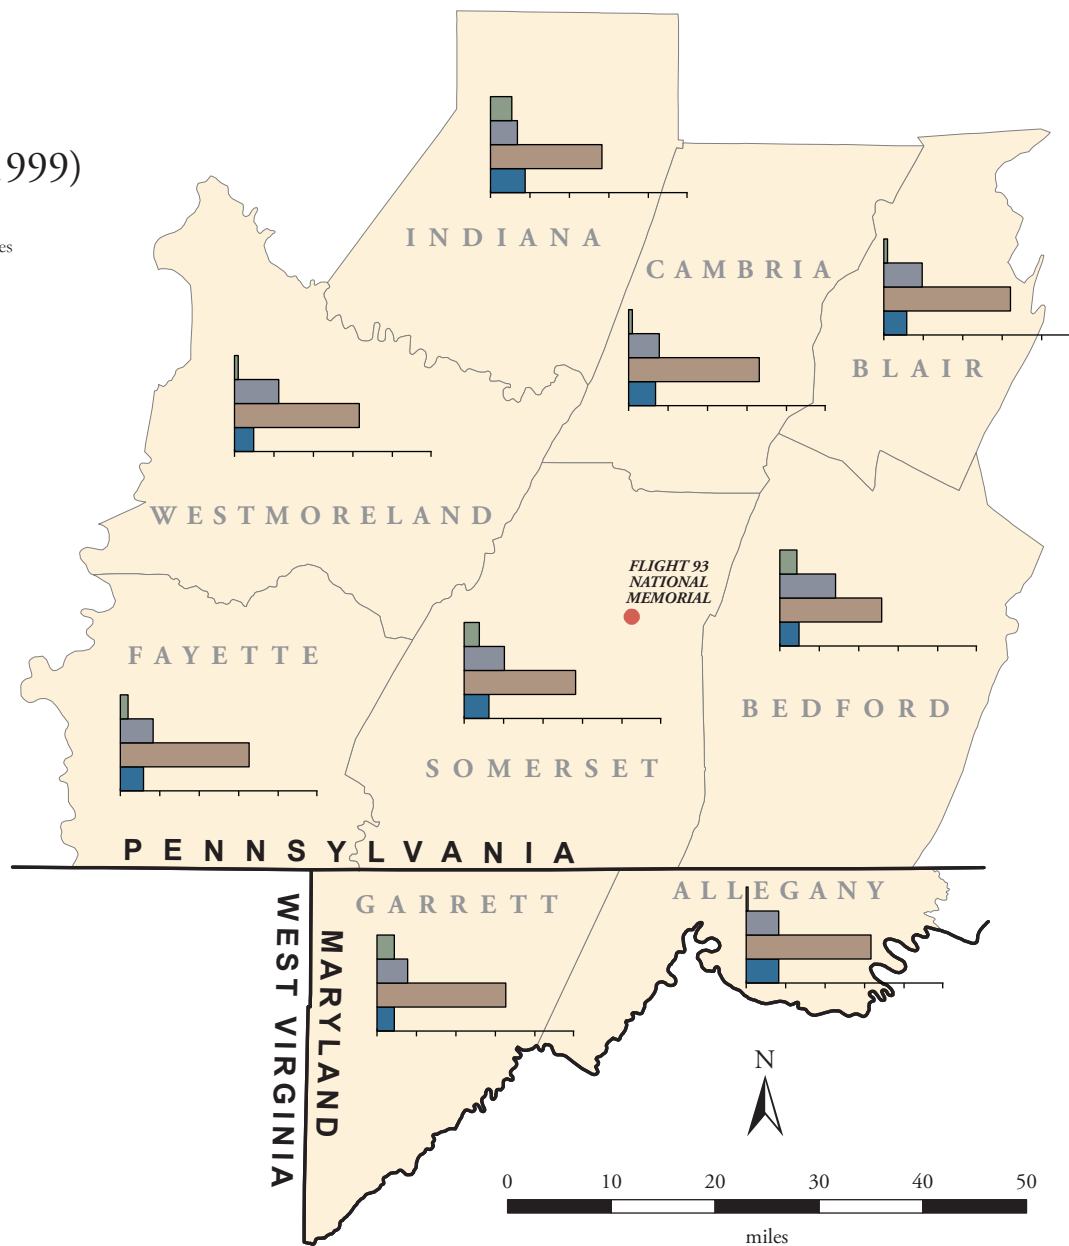 999)
es
INDIANA
CAMBRIA
BLAIR
WESTMORELAND
FLIGHT 93
NATIONAL
MEMORIAL
FAYETTE
BEDFORD
SOMERSET
PENNSYLVANIA
ALLEGANY
GARRETT
WEST VIRGINIA
MARYLAND
N
0 10 20 30 40 50
miles